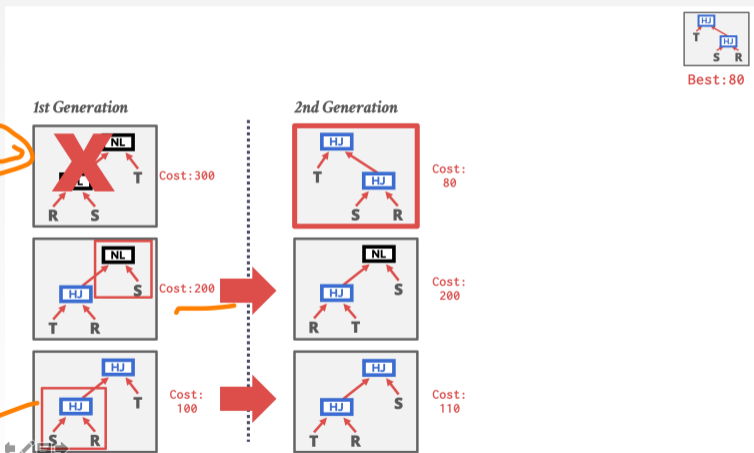 HJ
T
HJ
S R
Best:80
1st Generation
2nd Generation
NL
T
R S
Cost:300
HJ
T
HJ
S R
Cost:
80
NL
HJ
S
T R
Cost:200
NL
HJ
S
R T
Cost:
200
HJ
HJ
T
S R
Cost:
100
HJ
HJ
S
T R
Cost:
110